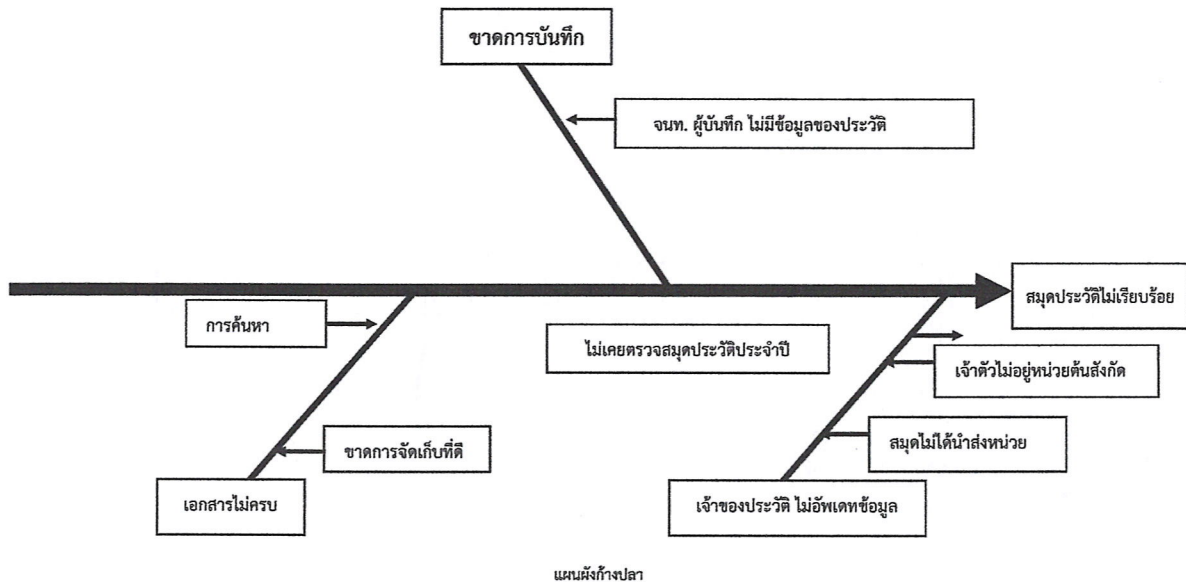 ขาดการบันทึก
จนท. ผู้บันทึก ไม่มีข้อมูลของประวัติ
สมุดประวัติไม่เรียบร้อย
การค้นหา
ไม่เคยตรวจสมุดประวัติประจำปี
เจ้าตัวไม่อยู่หน่วยต้นสังกัด
สมุดไม่ได้นำส่งหน่วย
ขาดการจัดเก็บที่ดี
เอกสารไม่ครบ
เจ้าของประวัติ ไม่อัพเดทข้อมูล
แผนผังก้างปลา